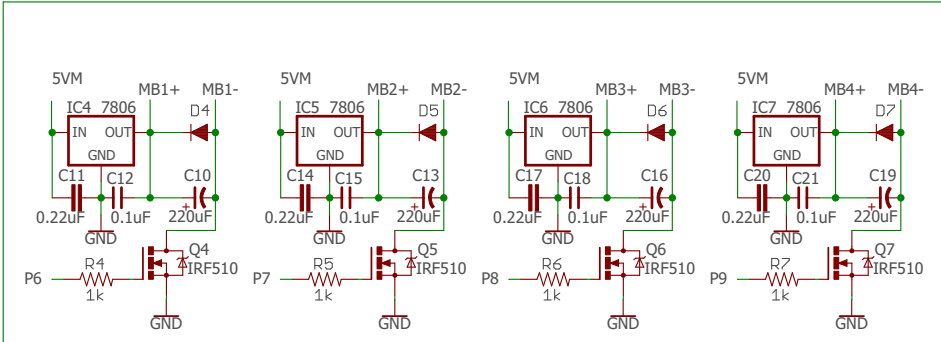 5VM MB1+ MB1-
IC4 7806 D4
IN OUT
GND
C11 C12 C10
0.22uF 0.1uF + 220uF
GND
Q4
IRF510
P6 R4
1k
GND
5VM MB2+ MB2-
IC5 7806 D5
IN OUT
GND
C14 C15 C13
0.22uF 0.1uF + 220uF
GND
Q5
IRF510
P7 R5
1k
GND
5VM MB3+ MB3-
IC6 7806 D6
IN OUT
GND
C17 C18 C16
0.22uF 0.1uF + 220uF
GND
Q6
IRF510
P8 R6
1k
GND
5VM MB4+ MB4-
IC7 7806 D7
IN OUT
GND
C20 C21 C19
0.22uF 0.1uF + 220uF
GND
Q7
IRF510
P9 R7
1k
GND